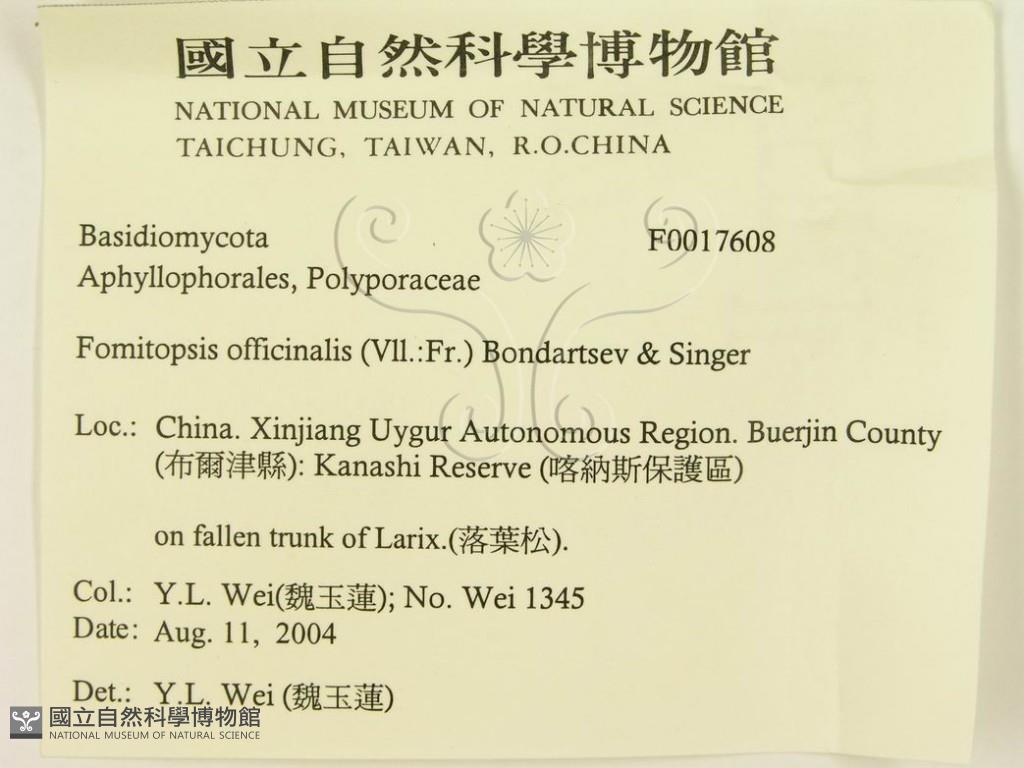 國立自然科學博物館
NATIONAL MUSEUM OF NATURAL SCIENCE
TAICHUNG, TAIWAN, R.O.CHINA
Basidiomycota F0017608
Aphyllophorales, Polyporaceae
Fomitopsis officinalis (Vll.:Fr.) Bondartsev & Singer
Loc.: China. Xinjiang Uygur Autonomous Region. Buerjin County
(布爾津縣): Kanashi Reserve (喀納斯保護區)
on fallen trunk of Larix.(落葉松).
Col.: Y.L. Wei(魏玉蓮); No. Wei 1345
Date: Aug. 11, 2004
Det.: Y.L. Wei (魏玉蓮)
國立自然科學博物館
NATIONAL MUSEUM OF NATURAL SCIENCE